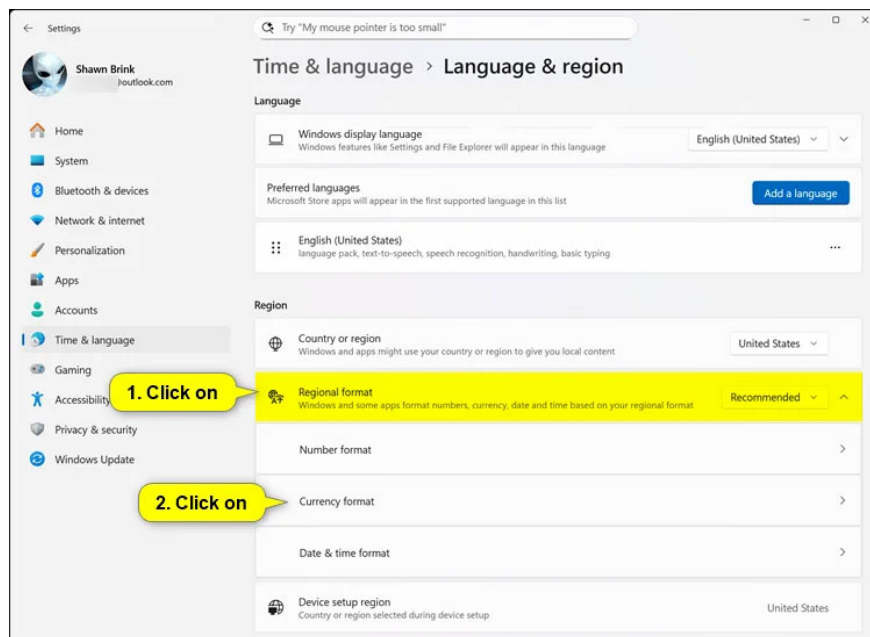 Settings
Try "My mouse pointer is too small"
Shawn Brink
outlook.com
Time & language > Language & region
Home
System
Bluetooth & devices
Network & internet
Personalization
Apps
Accounts
Time & language
Gaming
Accessibility
Privacy & security
Windows Update
Language
Windows display language
Windows features like Settings and File Explorer will appear in this language
English (United States)
Preferred languages
Microsoft Store apps will appear in the first supported language in this list
Add a language
English (United States)
language pack, text-to-speech, speech recognition, handwriting, basic typing
Region
Country or region
Windows and apps might use your country or region to give you local content
United States
1. Click on
Regional format
Windows and some apps format numbers, currency, date and time based on your regional format
Recommended
Number format
2. Click on
Currency format
Date & time format
Device setup region
Country or region selected during device setup
United States